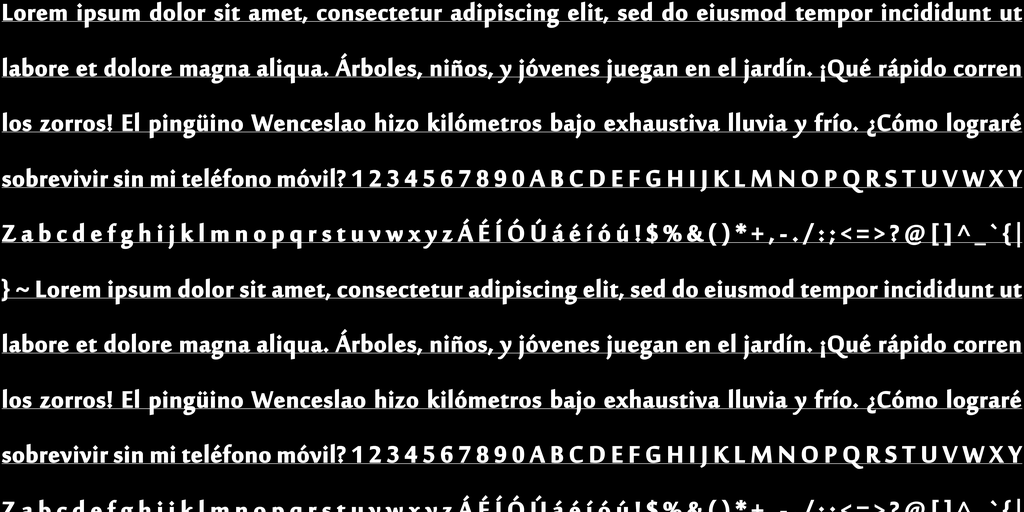 Lorem ipsum dolor sit amet, consectetur adipiscing elit, sed do eiusmod tempor incididunt ut
labore et dolore magna aliqua. Árboles, niños, y jóvenes juegan en el jardín. ¡Qué rápido corren
los zorros! El pingüino Wenceslao hizo kilómetros bajo exhaustiva lluvia y frío. ¿Cómo lograré
sobrevivir sin mi teléfono móvil? 1 2 3 4 5 6 7 8 9 0 A B C D E F G H I J K L M N O P Q R S T U V W X Y
Z a b c d e f g h i j k l m n o p q r s t u v w x y z Á É Í Ó Ú á é í ó ú ! $ % & ( ) * + , - . / : ; < = > ? @ [ ] ^ _ ` { |
} ~ Lorem ipsum dolor sit amet, consectetur adipiscing elit, sed do eiusmod tempor incididunt ut
labore et dolore magna aliqua. Árboles, niños, y jóvenes juegan en el jardín. ¡Qué rápido corren
los zorros! El pingüino Wenceslao hizo kilómetros bajo exhaustiva lluvia y frío. ¿Cómo lograré
sobrevivir sin mi teléfono móvil? 1 2 3 4 5 6 7 8 9 0 A B C D E F G H I J K L M N O P Q R S T U V W X Y
Z a b c d e f g h i j k l m n o p q r s t u v w x y z Á É Í Ó Ú á é í ó ú ! $ % & ( ) * + , - . / : ; < = > ? @ [ ] ^ _ ` { |